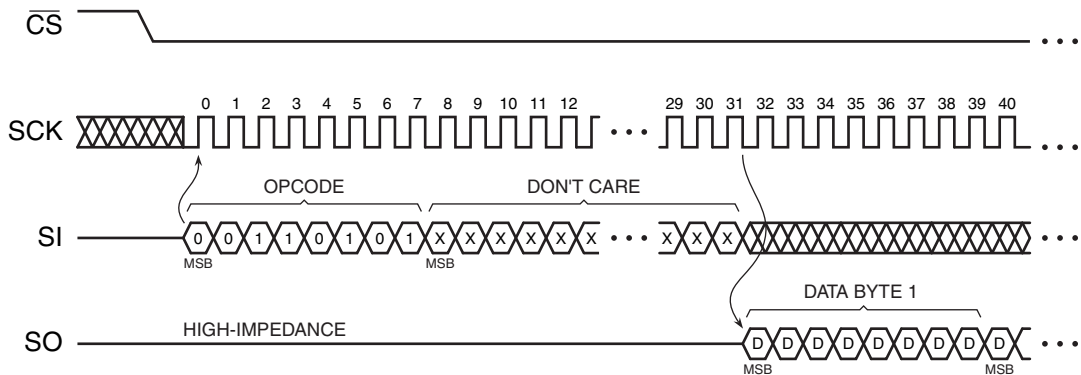 CS
SCK
0 1 2 3 4 5 6 7 8 9 10 11 12 29 30 31 32 33 34 35 36 37 38 39 40
OPCODE DON'T CARE
SI
0 0 1 1 0 1 0 1 X X X X X X X X X
MSB MSB
DATA BYTE 1
SO
HIGH-IMPEDANCE
D D D D D D D D D
MSB MSB